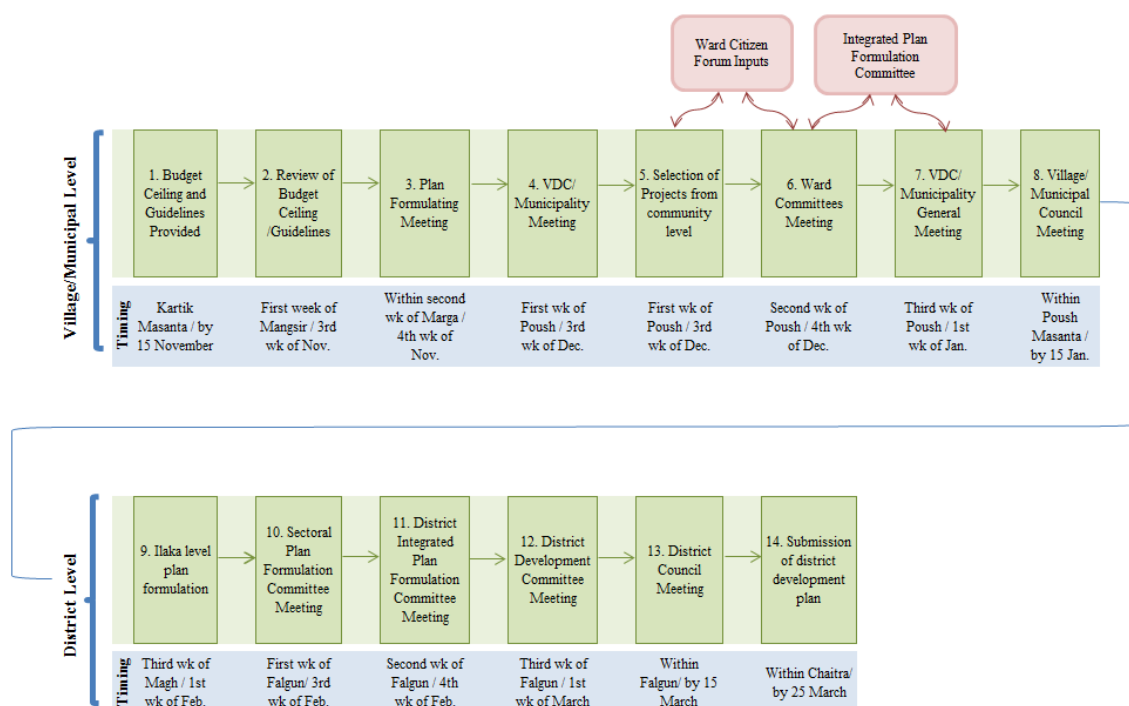 Ward Citizen
Forum Inputs
Integrated Plan
Formulation
Committee
Village/Municipal Level
1. Budget
Ceiling and
Guidelines
Provided
2. Review of
Budget
Ceiling
/Guidelines
3. Plan
Formulating
Meeting
4. VDC/
Municipality
Meeting
5. Selection of
Projects from
community
level
6. Ward
Committees
Meeting
7. VDC/
Municipality
General
Meeting
8. Village/
Municipal
Council
Meeting
Timing
Kartik
Masanta / by
15 November
First week of
Mangsir / 3rd
wk of Nov.
Within second
wk of Marga /
4th wk of
Nov.
First wk of
Poush / 3rd
wk of Dec.
First wk of
Poush / 3rd
wk of Dec.
Second wk of
Poush / 4th wk
of Dec.
Third wk of
Poush / 1st
wk of Jan.
Within
Poush
Masanta /
by 15 Jan.
District Level
9. Ilaka level
plan
formulation
10. Sectoral
Plan
Formulation
Committee
Meeting
11. District
Integrated
Plan
Formulation
Committee
Meeting
12. District
Development
Committee
Meeting
13. District
Council
Meeting
14. Submission
of district
development
plan
Timing
Third wk of
Magh / 1st
wk of Feb.
First wk of
Falgun/ 3rd
wk of Feb.
Second wk of
Falgun / 4th
wk of Feb.
Third wk of
Falgun / 1st
wk of March
Within
Falgun/ by 15
March
Within Chaitra/
by 25 March